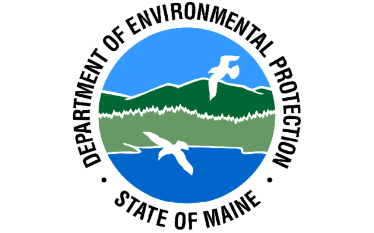 DEPARTMENT OF ENVIRONMENTAL PROTECTION
• STATE OF MAINE •